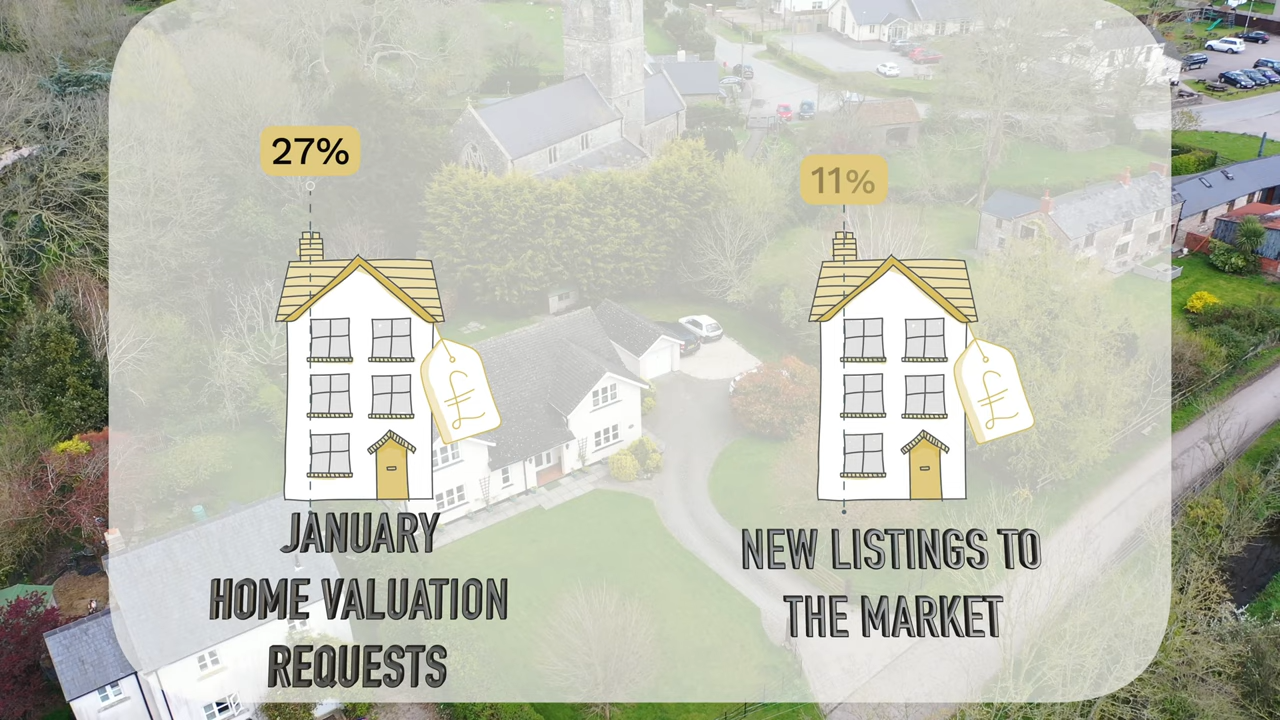 27%
JANUARY
HOME VALUATION
REQUESTS
11%
NEW LISTINGS TO
THE MARKET
£
£